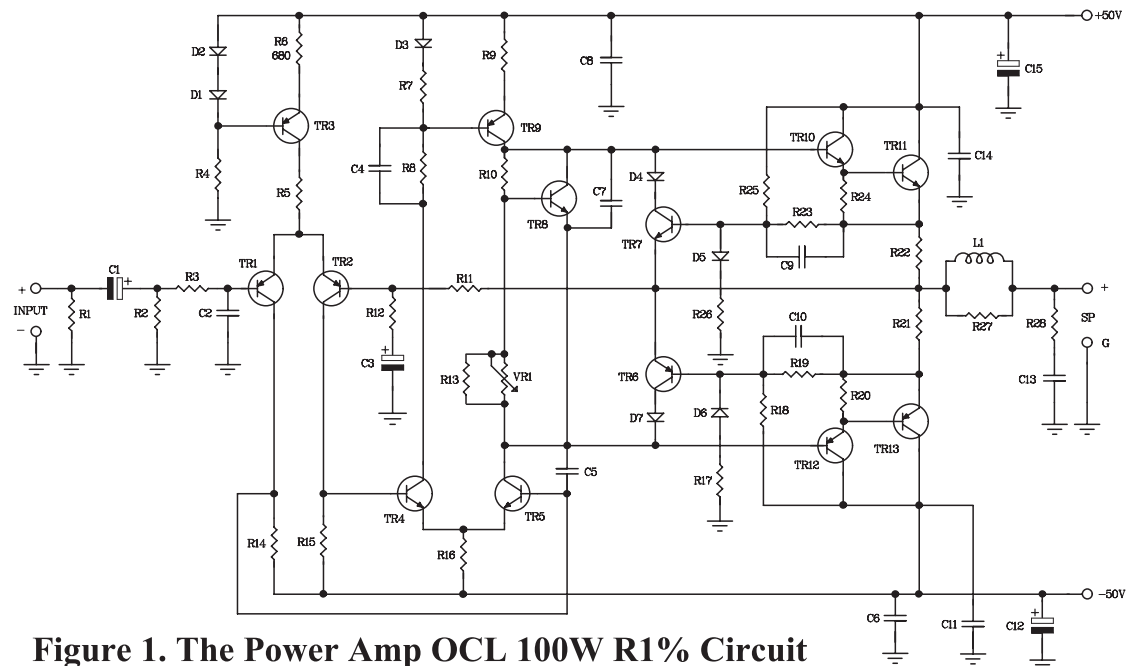 +50V
D2
R6
680
D3
R9
C8
C15
D1
R7
TR3
TR9
TR10
TR11
C14
R4
C4
R8
R10
D4
R5
TR8
C7
R25
R24
R23
TR7
L1
D5
C9
R22
C1
R3
TR1
TR2
R11
+
+
INPUT
R1
R2
C2
R12
R26
R21
R27
R28
SP
−
+
C3
C10
G
R13
VR1
TR6
R19
C13
D7
D6
R18
R20
TR12
TR13
C5
R17
TR4
TR5
R14
R15
R16
−50V
C6
C11
C12
+
Figure 1. The Power Amp OCL 100W R1% Circuit